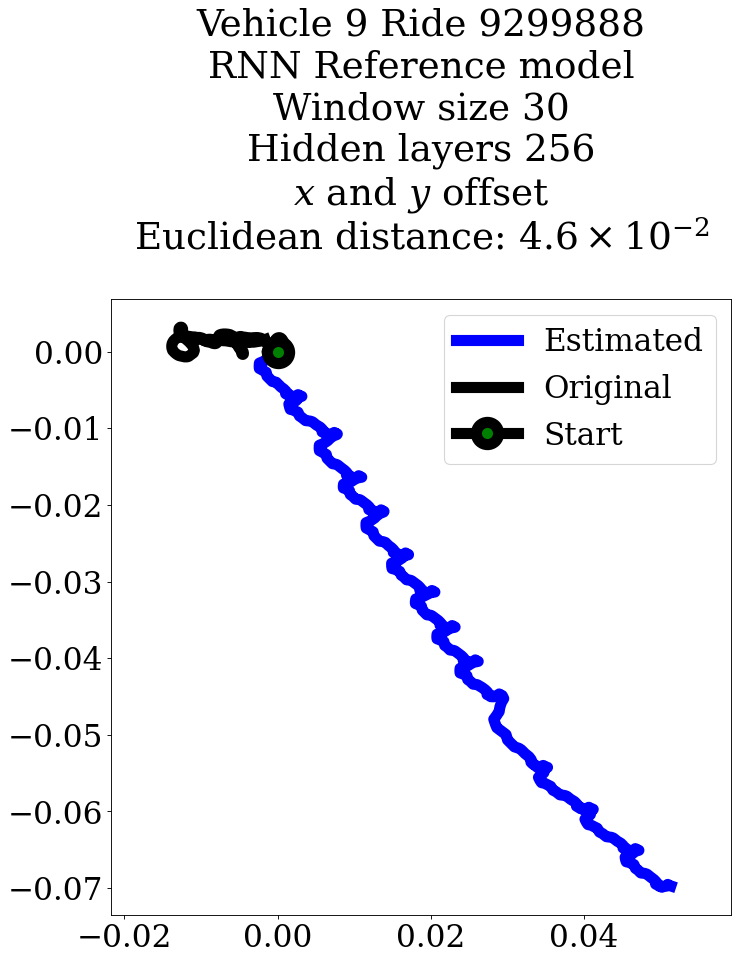 Vehicle 9 Ride 9299888
RNN Reference model
Window size 30
Hidden layers 256
x and y offset
Euclidean distance: 4.6 × 10⁻²
Estimated
Original
Start
0.00
−0.01
−0.02
−0.03
−0.04
−0.05
−0.06
−0.07
−0.02 0.00 0.02 0.04